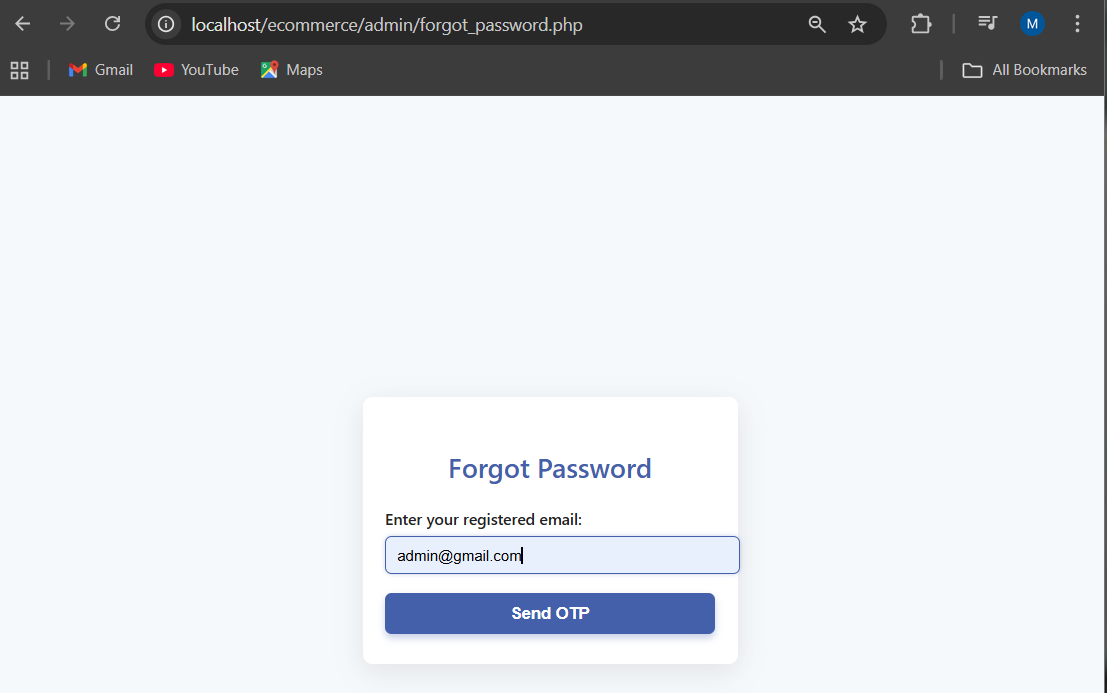 localhost/ecommerce/admin/forgot_password.php
M
Gmail
YouTube
Maps
All Bookmarks
Forgot Password
Enter your registered email:
admin@gmail.com
Send OTP